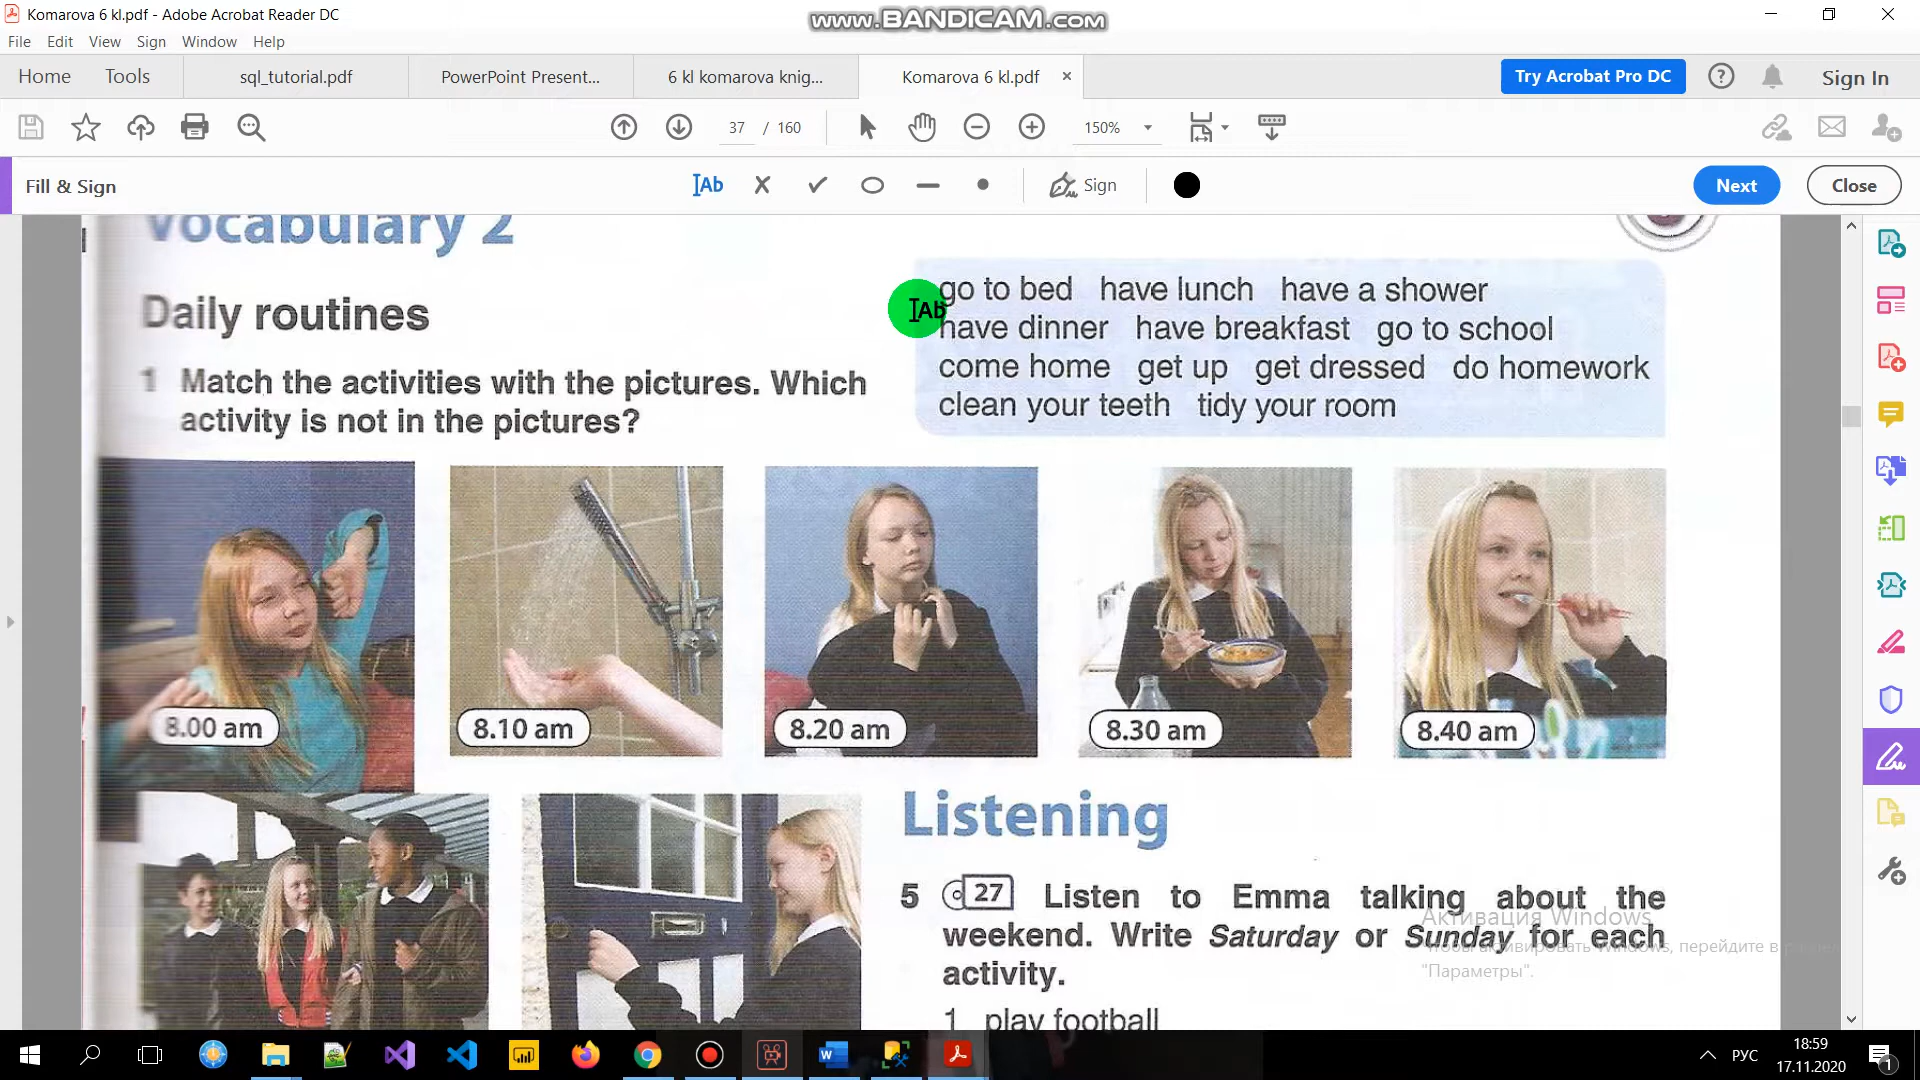 Komarova 6 kl.pdf - Adobe Acrobat Reader DC
www.BANDICAM.com
File Edit View Sign Window Help
Home Tools sql_tutorial.pdf PowerPoint Present... 6 kl komarova knig... Komarova 6 kl.pdf × Try Acrobat Pro DC Sign In
37 / 160 150%
Fill & Sign Ab Sign Next Close
Vocabulary 2
Daily routines
1 Match the activities with the pictures. Which
activity is not in the pictures?
go to bed have lunch have a shower
Ab
have dinner have breakfast go to school
come home get up get dressed do homework
clean your teeth tidy your room
8.00 am 8.10 am 8.20 am 8.30 am 8.40 am
Listening
5 27 Listen to Emma talking about the
weekend. Write Saturday or Sunday for each
activity.
1 play football
Активация Windows
Чтобы активировать Windows, перейдите в
"Параметры".
РУС
18:59
17.11.2020
1